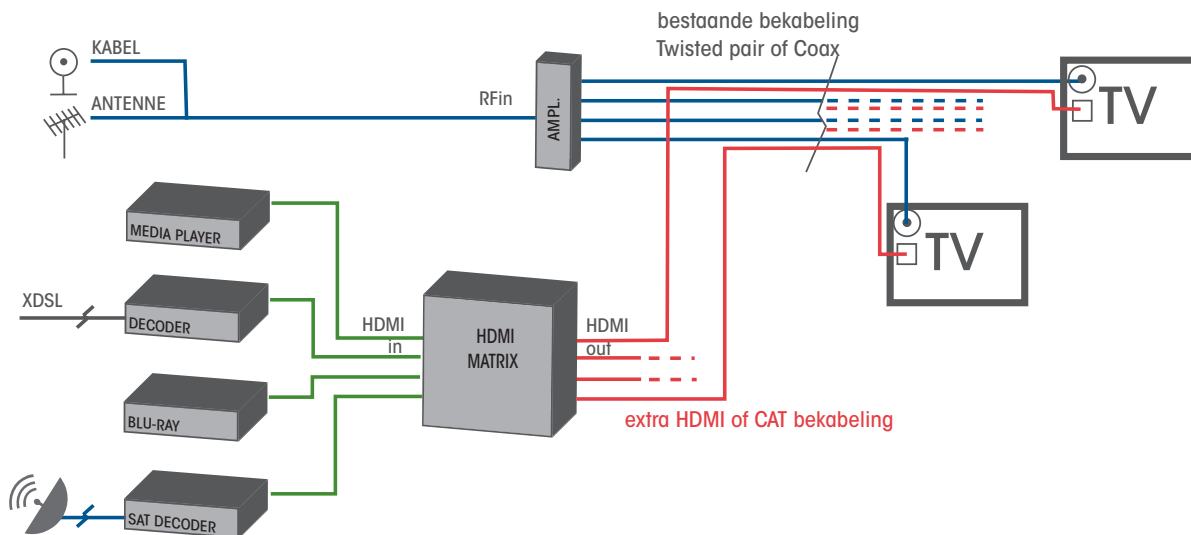 bestaande bekabeling
Twisted pair of Coax
KABEL
ANTENNE
RFin
AMPL.
TV
TV
MEDIA PLAYER
XDSL
DECODER
HDMI
in
HDMI
MATRIX
HDMI
out
BLU-RAY
extra HDMI of CAT bekabeling
SAT DECODER